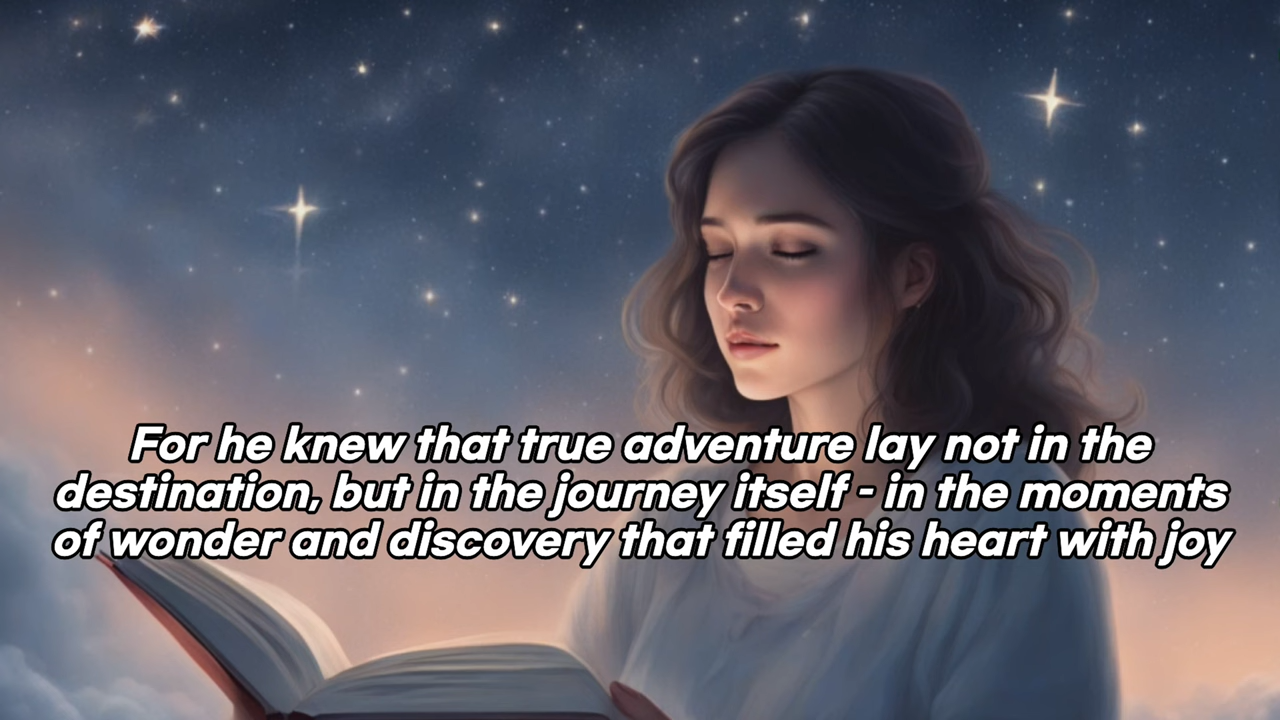 For he knew that true adventure lay not in the
destination, but in the journey itself - in the moments
of wonder and discovery that filled his heart with joy